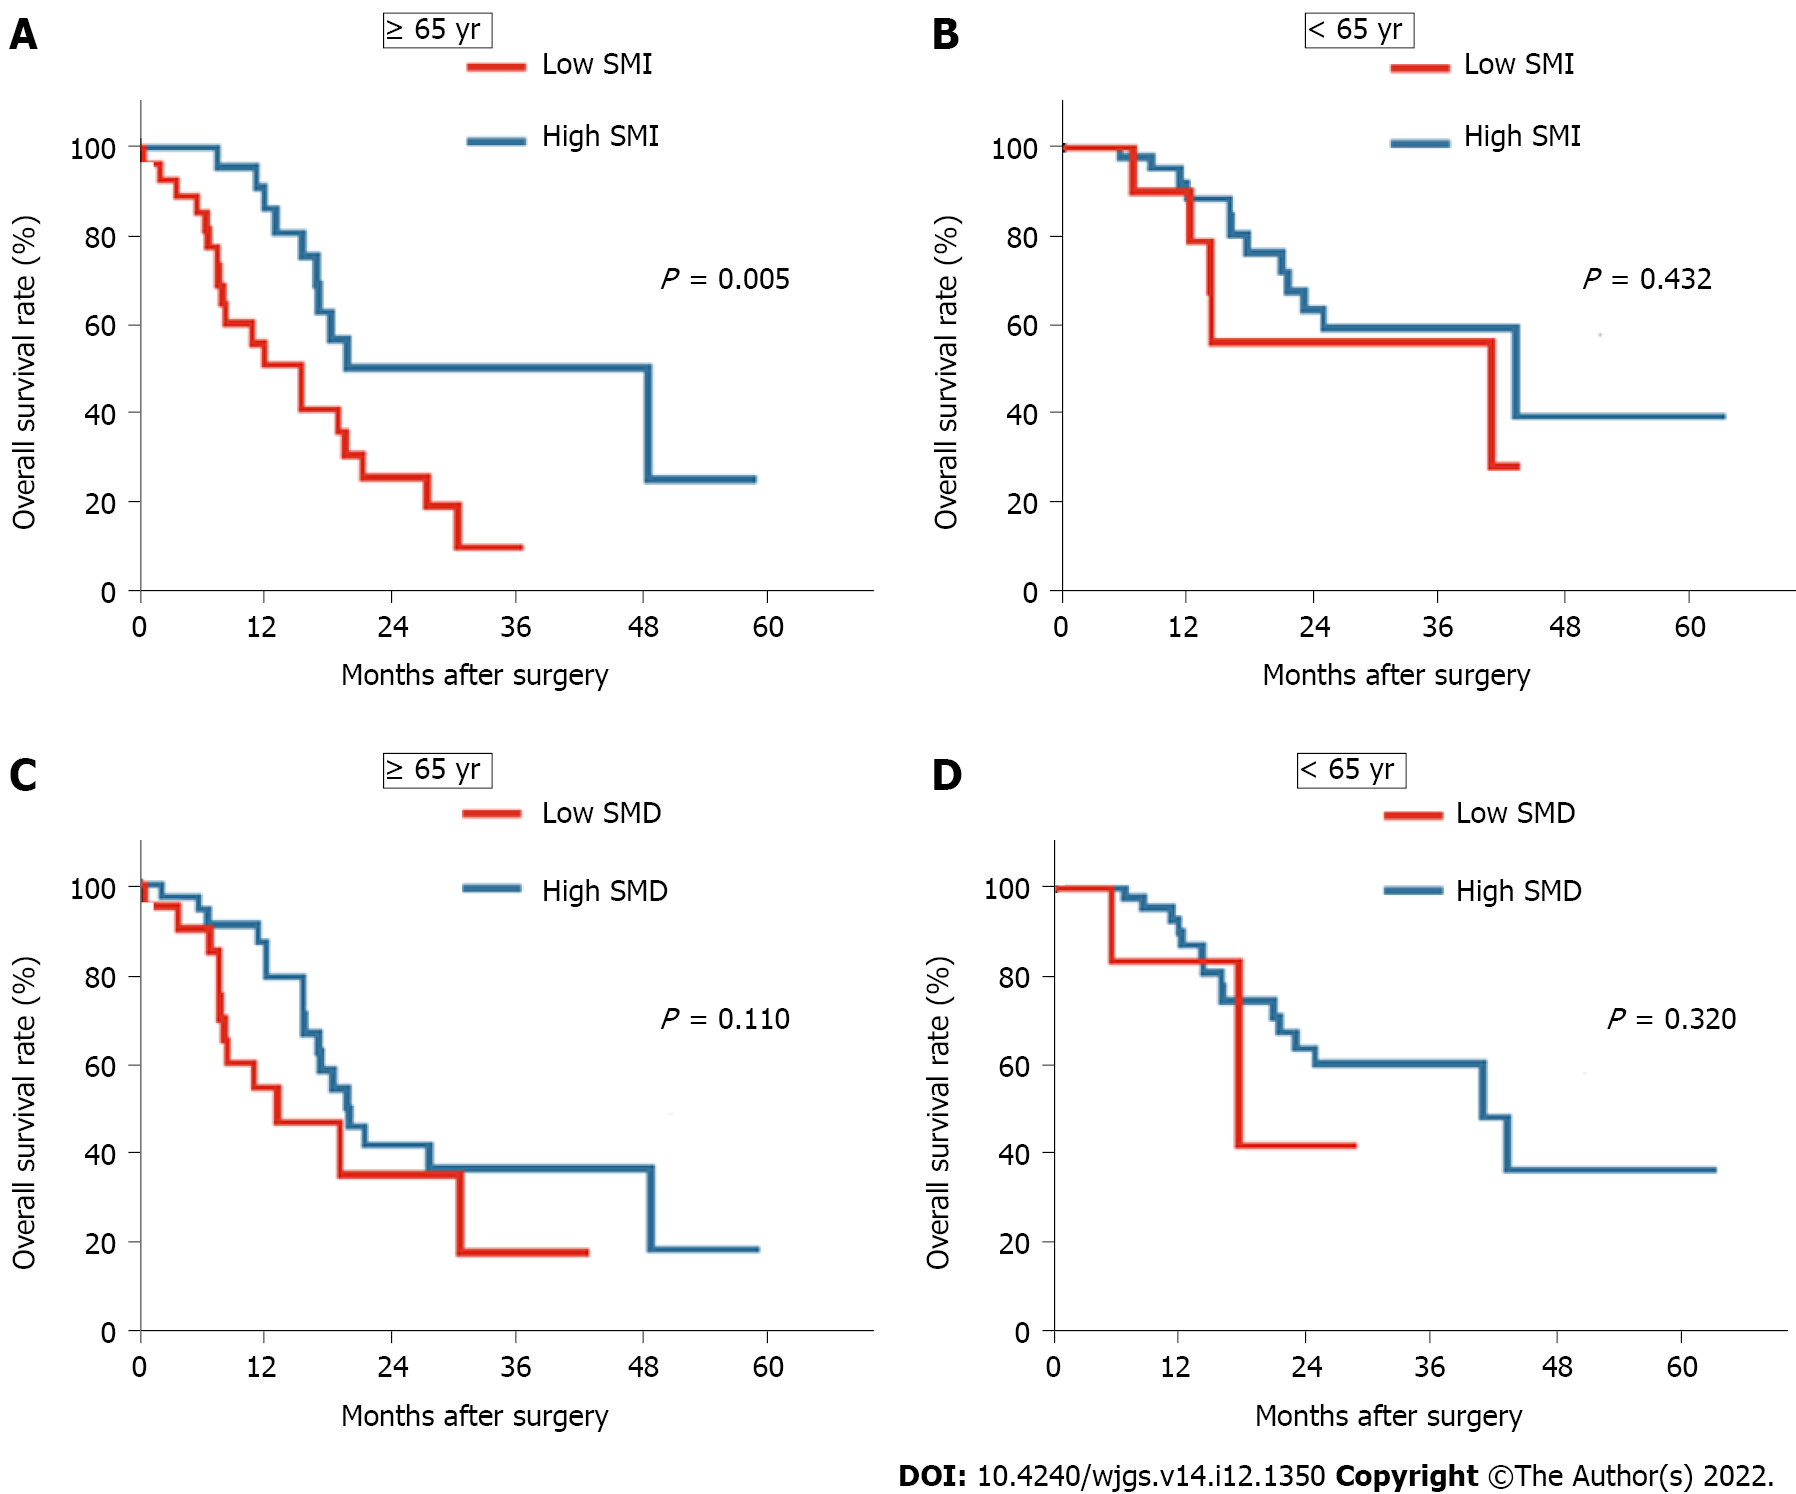 A
≥ 65 yr
Low SMI
High SMI
100
80
60
40
20
0
Overall survival rate (%)
P = 0.005
0 12 24 36 48 60
Months after surgery
B
< 65 yr
Low SMI
High SMI
100
80
60
40
20
0
Overall survival rate (%)
P = 0.432
0 12 24 36 48 60
Months after surgery
C
≥ 65 yr
Low SMD
High SMD
100
80
60
40
20
0
Overall survival rate (%)
P = 0.110
0 12 24 36 48 60
Months after surgery
D
< 65 yr
Low SMD
High SMD
100
80
60
40
20
0
Overall survival rate (%)
P = 0.320
0 12 24 36 48 60
Months after surgery
DOI: 10.4240/wjgs.v14.i12.1350 Copyright ©The Author(s) 2022.